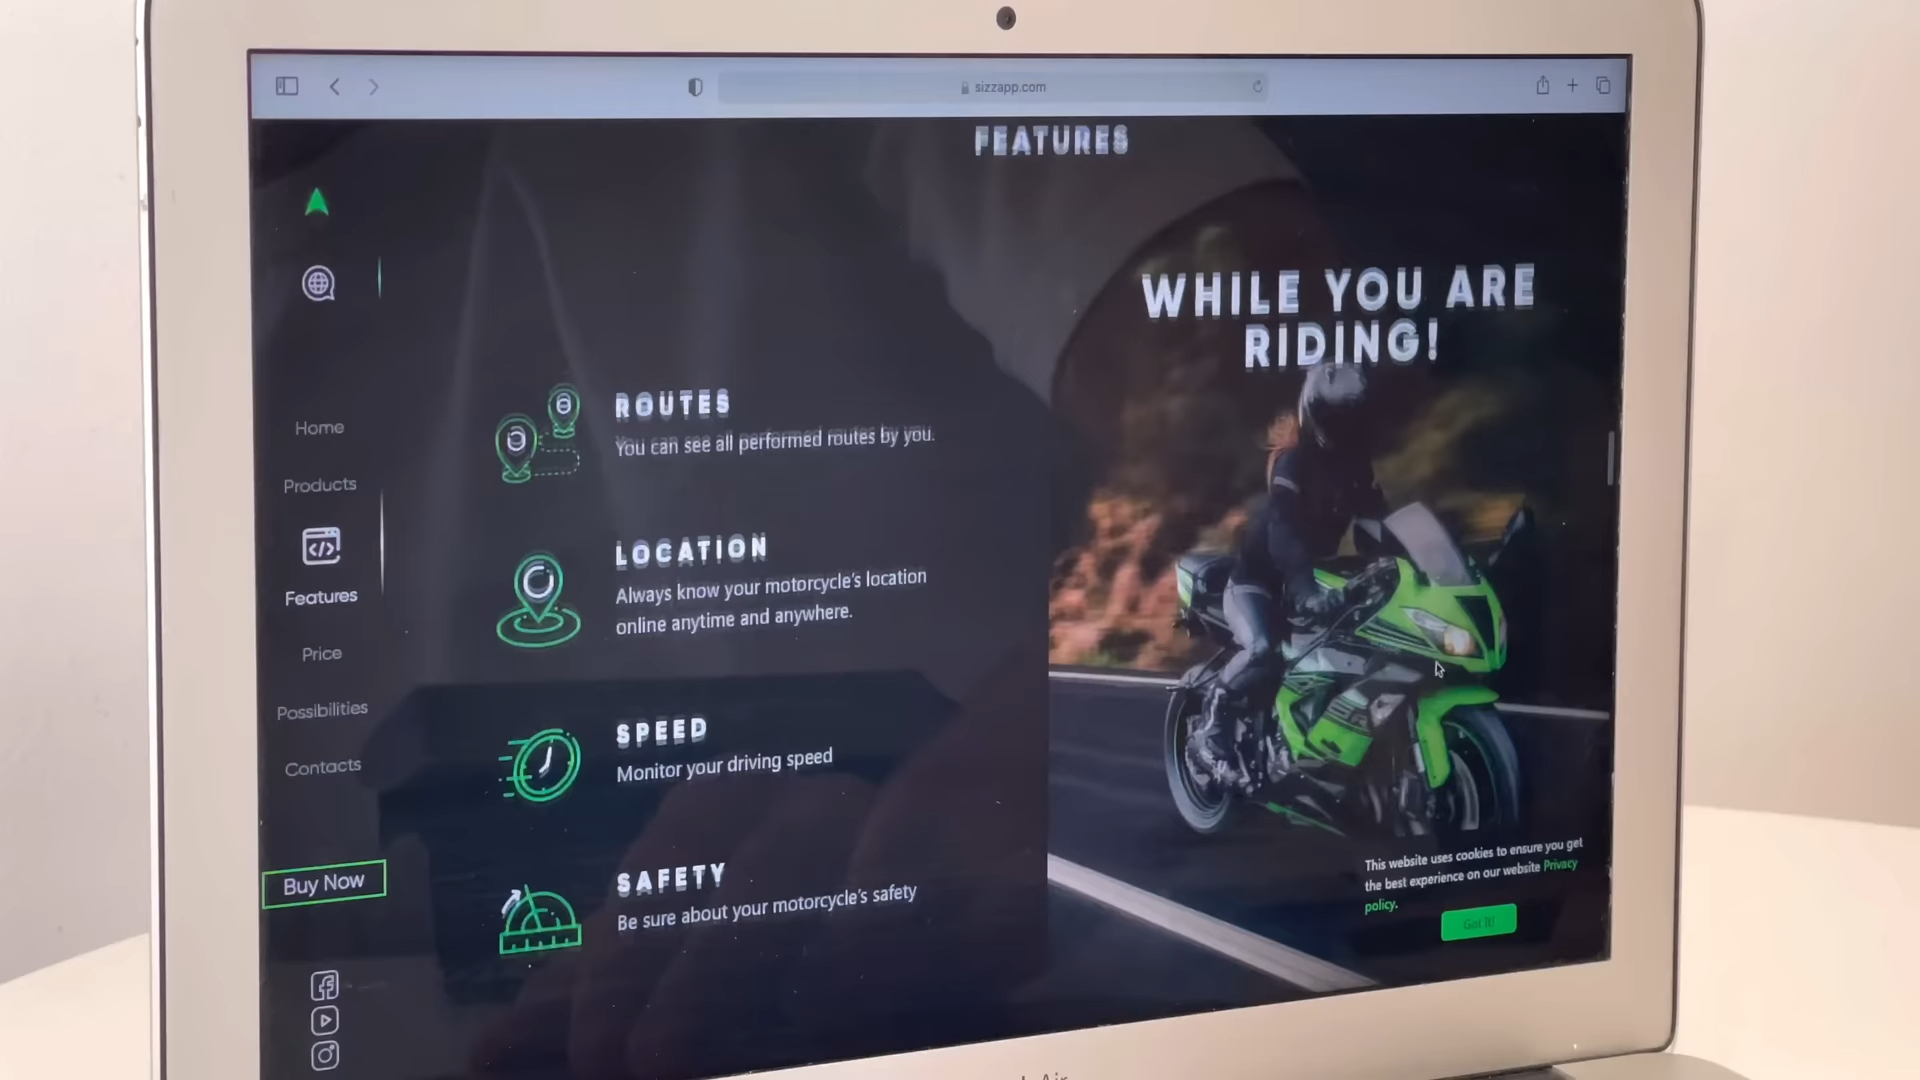 sizzapp.com
FEATURES
Home
Products
Features
Price
Possibilities
Contacts
Buy Now
ROUTES
You can see all performed routes by you.
LOCATION
Always know your motorcycle's location
online anytime and anywhere.
SPEED
Monitor your driving speed
SAFETY
Be sure about your motorcycle's safety
WHILE YOU ARE
RIDING!
This website uses cookies to ensure you get
the best experience on our website Privacy
policy.
Got It!
Air